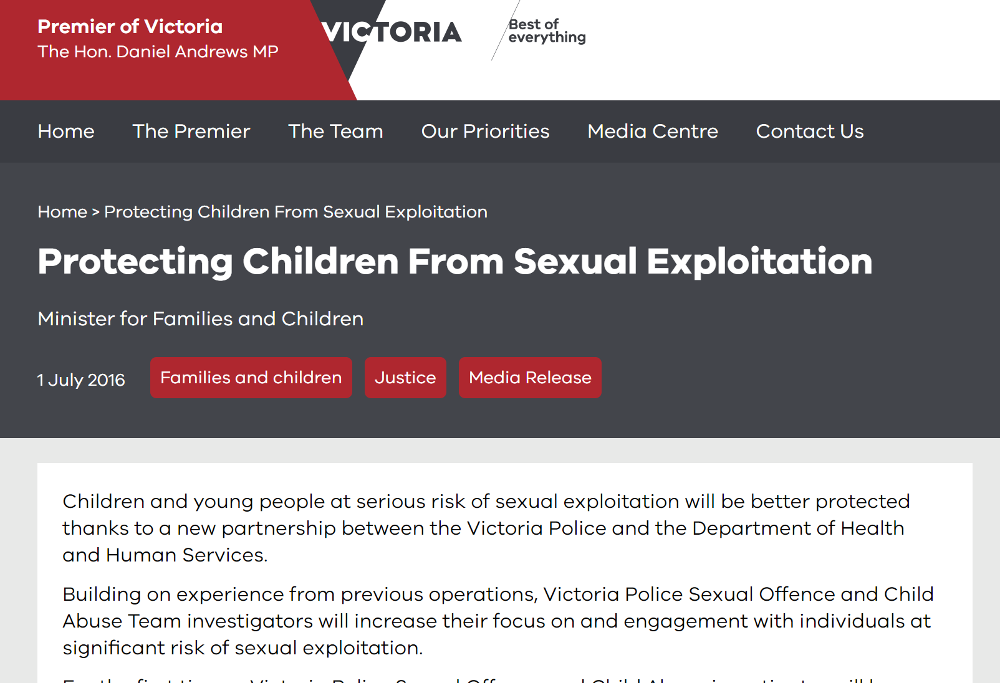 Premier of Victoria
The Hon. Daniel Andrews MP
VICTORIA
Best of
everything
Home The Premier The Team Our Priorities Media Centre Contact Us
Home > Protecting Children From Sexual Exploitation
Protecting Children From Sexual Exploitation
Minister for Families and Children
1 July 2016 Families and children Justice Media Release
Children and young people at serious risk of sexual exploitation will be better protected
thanks to a new partnership between the Victoria Police and the Department of Health
and Human Services.
Building on experience from previous operations, Victoria Police Sexual Offence and Child
Abuse Team investigators will increase their focus on and engagement with individuals at
significant risk of sexual exploitation.